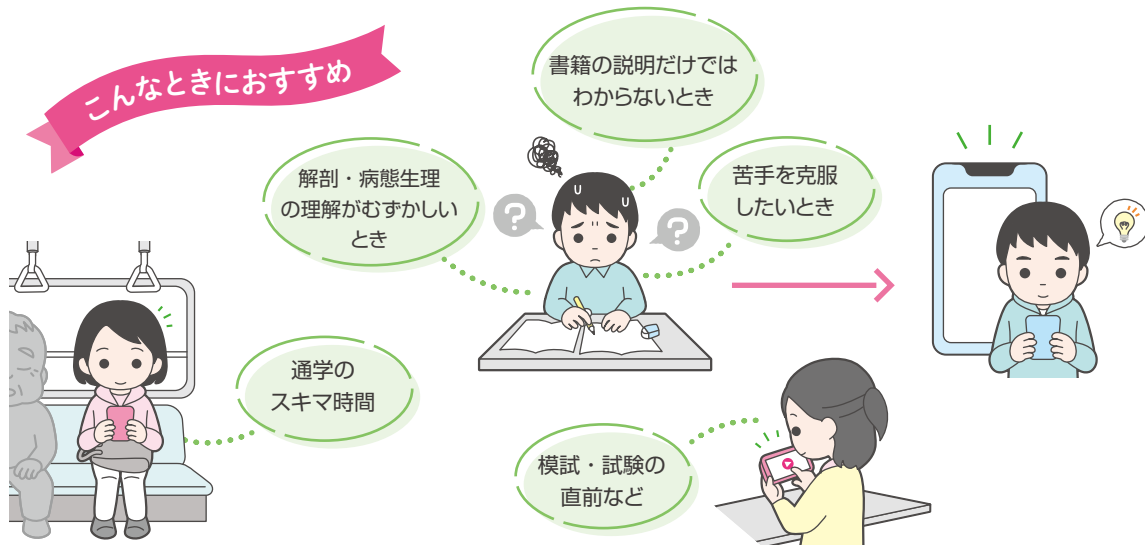 こんなときにおすすめ
書籍の説明だけでは
わからないとき
解剖・病態生理
の理解がむずかしい
とき
苦手を克服
したいとき
?
?
通学の
スキマ時間
模試・試験の
直前など